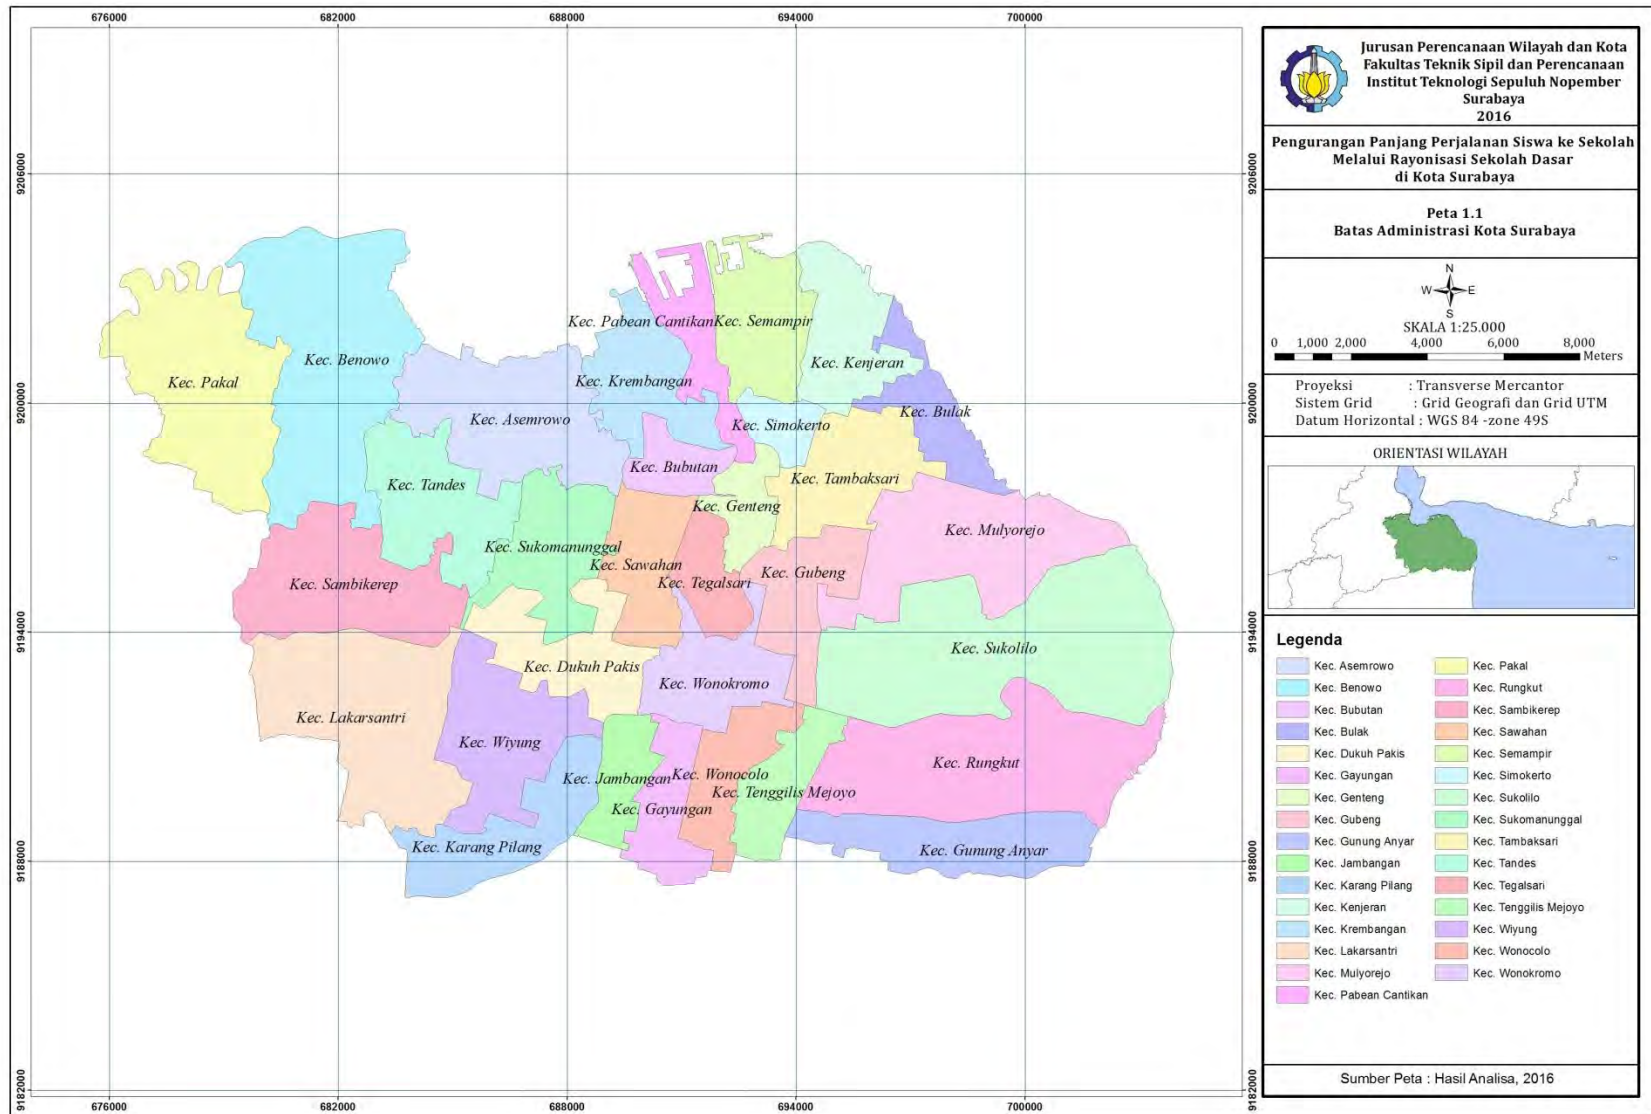 676000
682000
688000
694000
700000
9206000
9206000
9200000
9200000
9194000
9194000
9188000
9188000
9182000
9182000
676000
682000
688000
694000
700000
Kec. Pabean Cantikan
Kec. Semampir
Kec. Benowo
Kec. Kenjeran
Kec. Pakal
Kec. Krembangan
Kec. Bulak
Kec. Asemrowo
Kec. Simokerto
Kec. Bubutan
Kec. Tandes
Kec. Tambaksari
Kec. Genteng
Kec. Mulyorejo
Kec. Sukomanunggal
Kec. Sawahan
Kec. Gubeng
Kec. Sambikerep
Kec. Tegalsari
Kec. Sukolilo
Kec. Dukuh Pakis
Kec. Wonokromo
Kec. Lakarsantri
Kec. Wiyung
Kec. Rungkut
Kec. Jambangan
Kec. Wonocolo
Kec. Tenggilis Mejoyo
Kec. Gayungan
Kec. Karang Pilang
Kec. Gunung Anyar
Jurusan Perencanaan Wilayah dan Kota
Fakultas Teknik Sipil dan Perencanaan
Institut Teknologi Sepuluh Nopember
Surabaya
2016
Pengurangan Panjang Perjalanan Siswa ke Sekolah
Melalui Rayonisasi Sekolah Dasar
di Kota Surabaya
Peta 1.1
Batas Administrasi Kota Surabaya
N
W E
S
SKALA 1:25.000
0 1,000 2,000 4,000 6,000 8,000
Meters
Proyeksi : Transverse Mercantor
Sistem Grid : Grid Geografi dan Grid UTM
Datum Horizontal : WGS 84 -zone 49S
ORIENTASI WILAYAH
Legenda
Kec. Asemrowo
Kec. Benowo
Kec. Bubutan
Kec. Bulak
Kec. Dukuh Pakis
Kec. Gayungan
Kec. Genteng
Kec. Gubeng
Kec. Gunung Anyar
Kec. Jambangan
Kec. Karang Pilang
Kec. Kenjeran
Kec. Krembangan
Kec. Lakarsantri
Kec. Mulyorejo
Kec. Pabean Cantikan
Kec. Pakal
Kec. Rungkut
Kec. Sambikerep
Kec. Sawahan
Kec. Semampir
Kec. Simokerto
Kec. Sukolilo
Kec. Sukomanunggal
Kec. Tambaksari
Kec. Tandes
Kec. Tegalsari
Kec. Tenggilis Mejoyo
Kec. Wiyung
Kec. Wonocolo
Kec. Wonokromo
Sumber Peta : Hasil Analisa, 2016